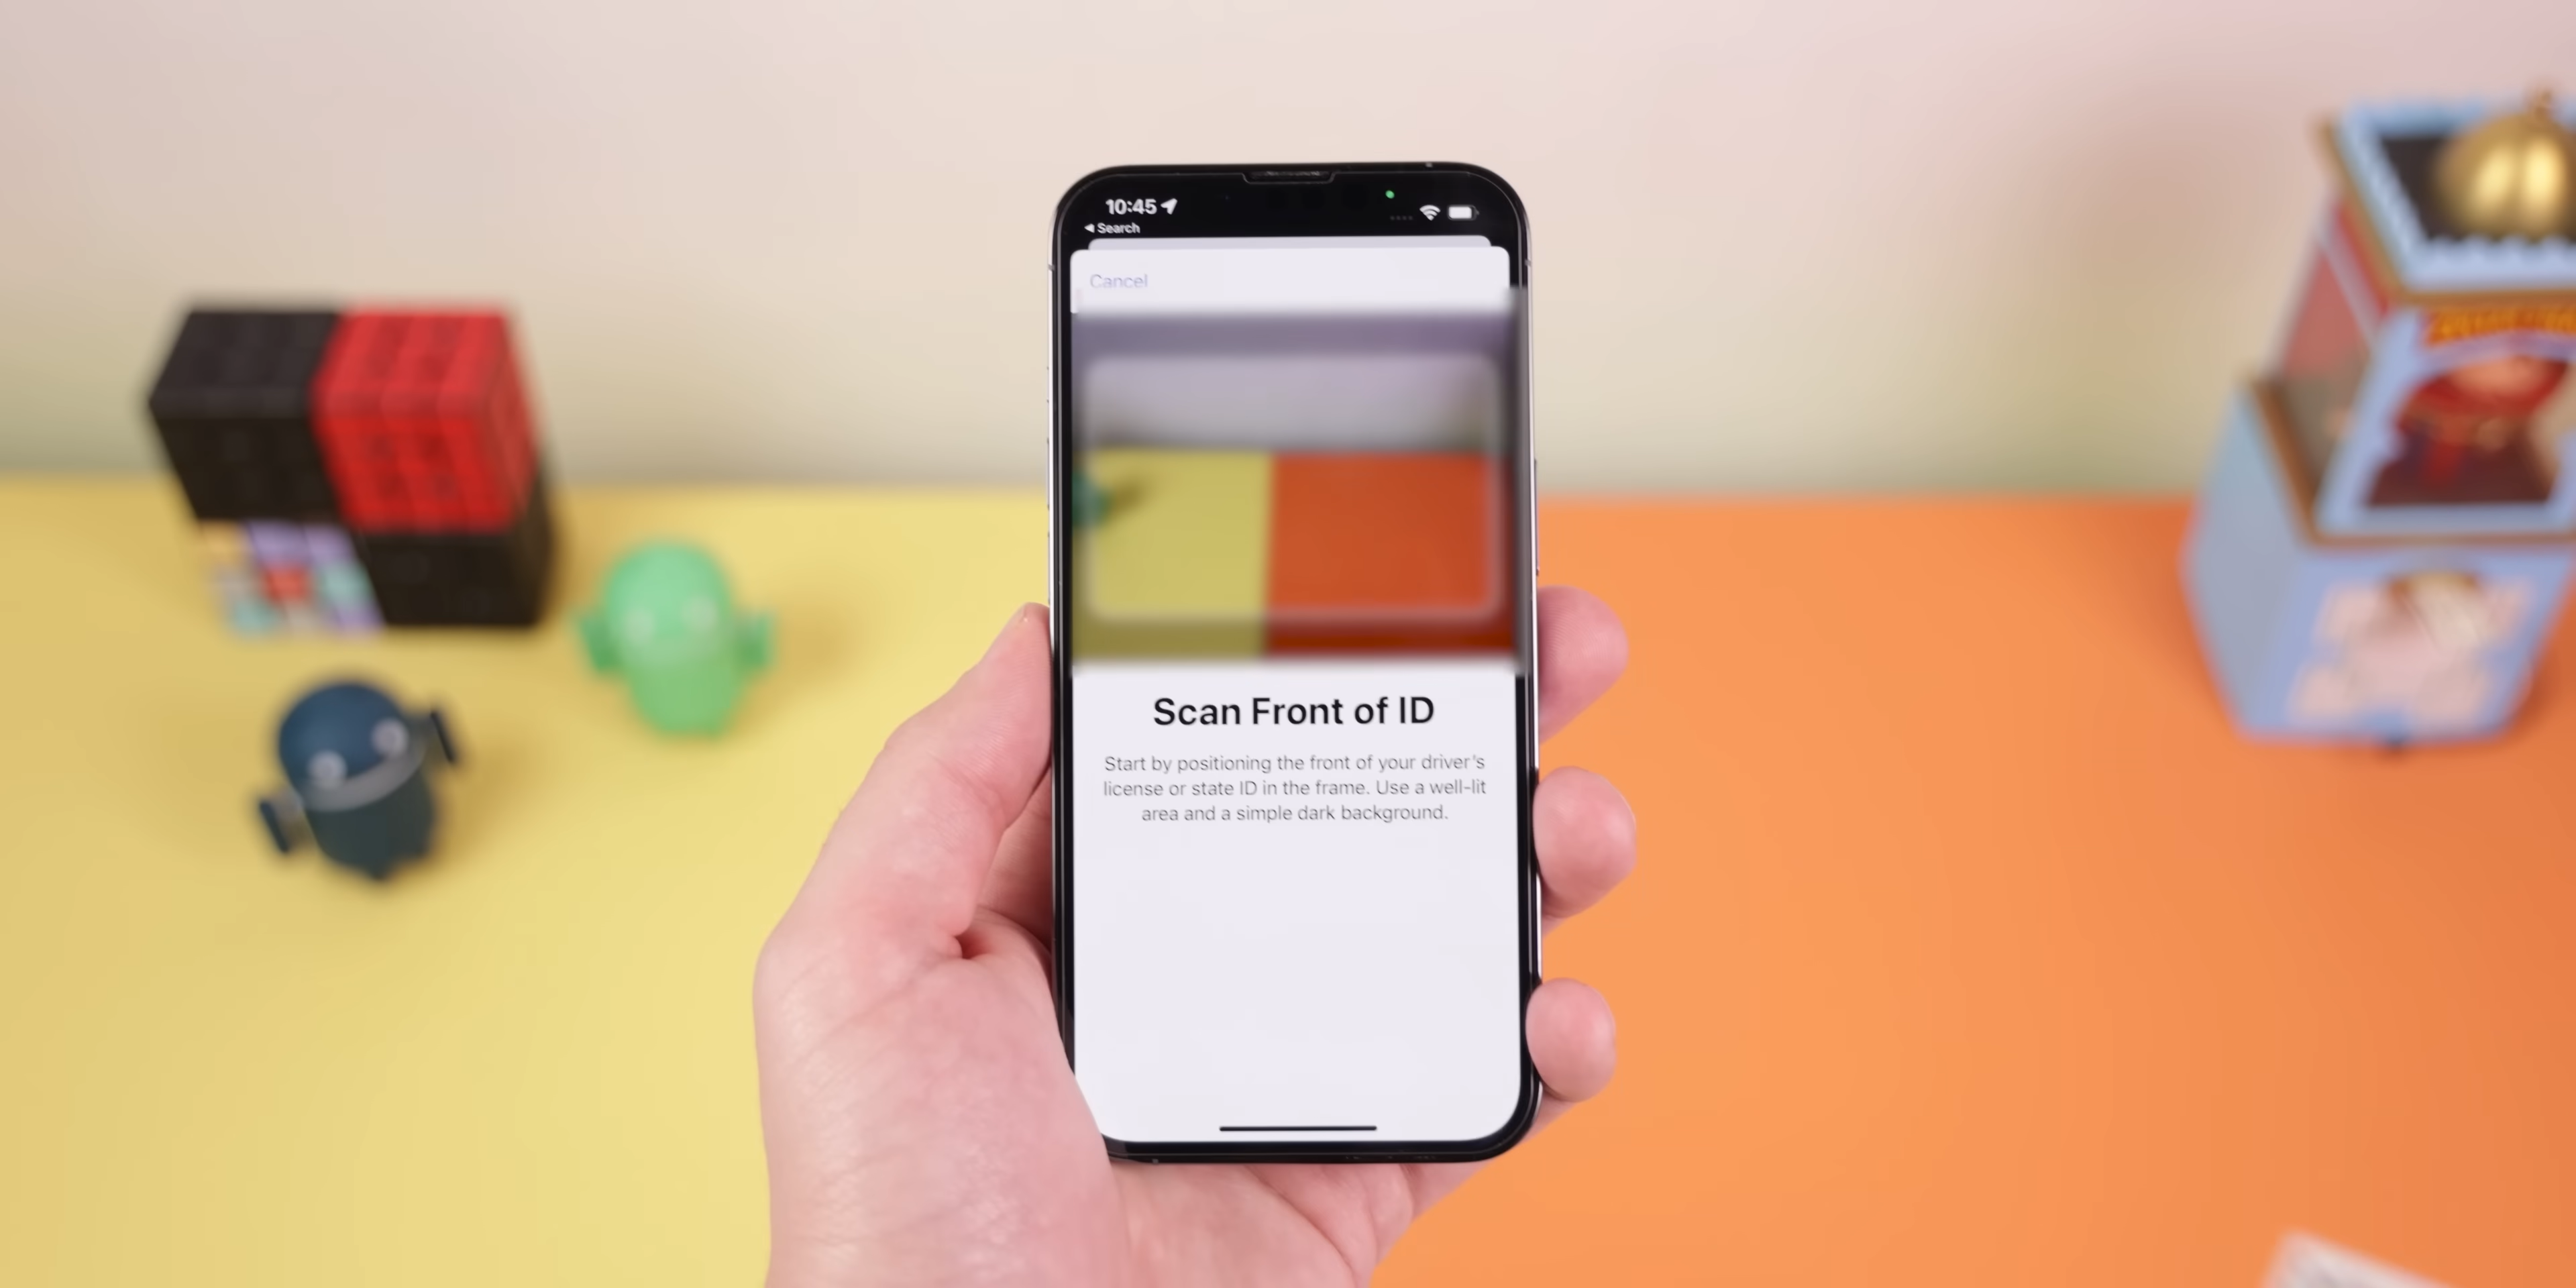 10:45
Search
Cancel
Scan Front of ID
Start by positioning the front of your driver's
license or state ID in the frame. Use a well-lit
area and a simple dark background.